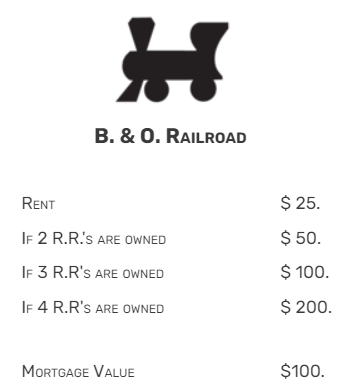 B. & O. Railroad
Rent $ 25.
If 2 R.R.'s are owned $ 50.
If 3 R.R's are owned $ 100.
If 4 R.R's are owned $ 200.
Mortgage Value $100.